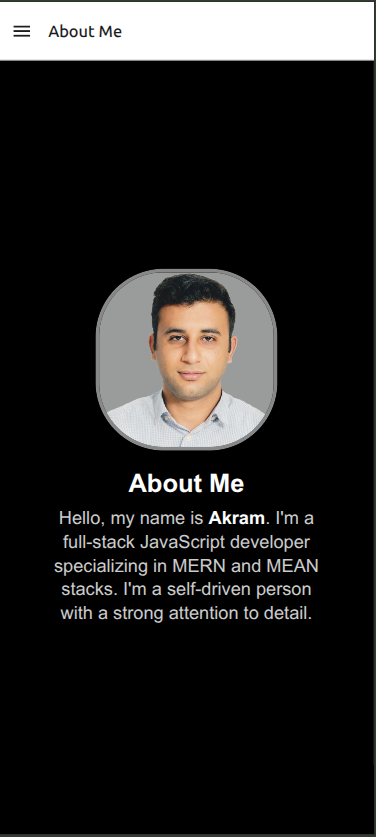 About Me
About Me
Hello, my name is Akram. I'm a
full-stack JavaScript developer
specializing in MERN and MEAN
stacks. I'm a self-driven person
with a strong attention to detail.